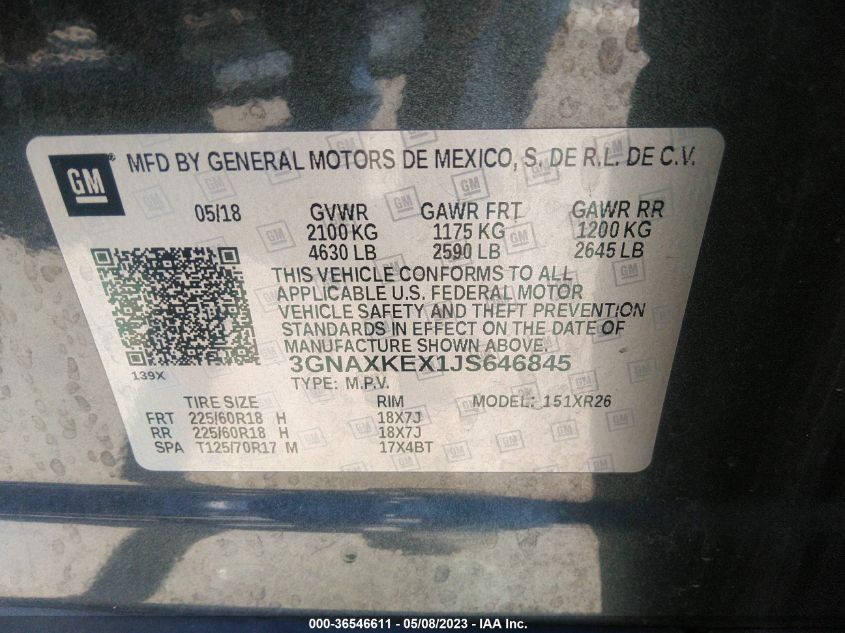 GM
MFD BY GENERAL MOTORS DE MEXICO, S. DE R.L. DE C.V.
05/18 GVWR GAWR FRT GAWR RR
2100 KG 1175 KG 1200 KG
4630 LB 2590 LB 2645 LB
THIS VEHICLE CONFORMS TO ALL
APPLICABLE U.S. FEDERAL MOTOR
VEHICLE SAFETY AND THEFT PREVENTION
STANDARDS IN EFFECT ON THE DATE OF
MANUFACTURE SHOWN ABOVE.
139X
3GNAXKEX1JS646845
TYPE: M.P.V.
TIRE SIZE RIM MODEL: 151XR26
FRT 225/60R18 H 18X7J
RR 225/60R18 H 18X7J
SPA T125/70R17 M 17X4BT
000-36546611 - 05/08/2023 - IAA Inc.